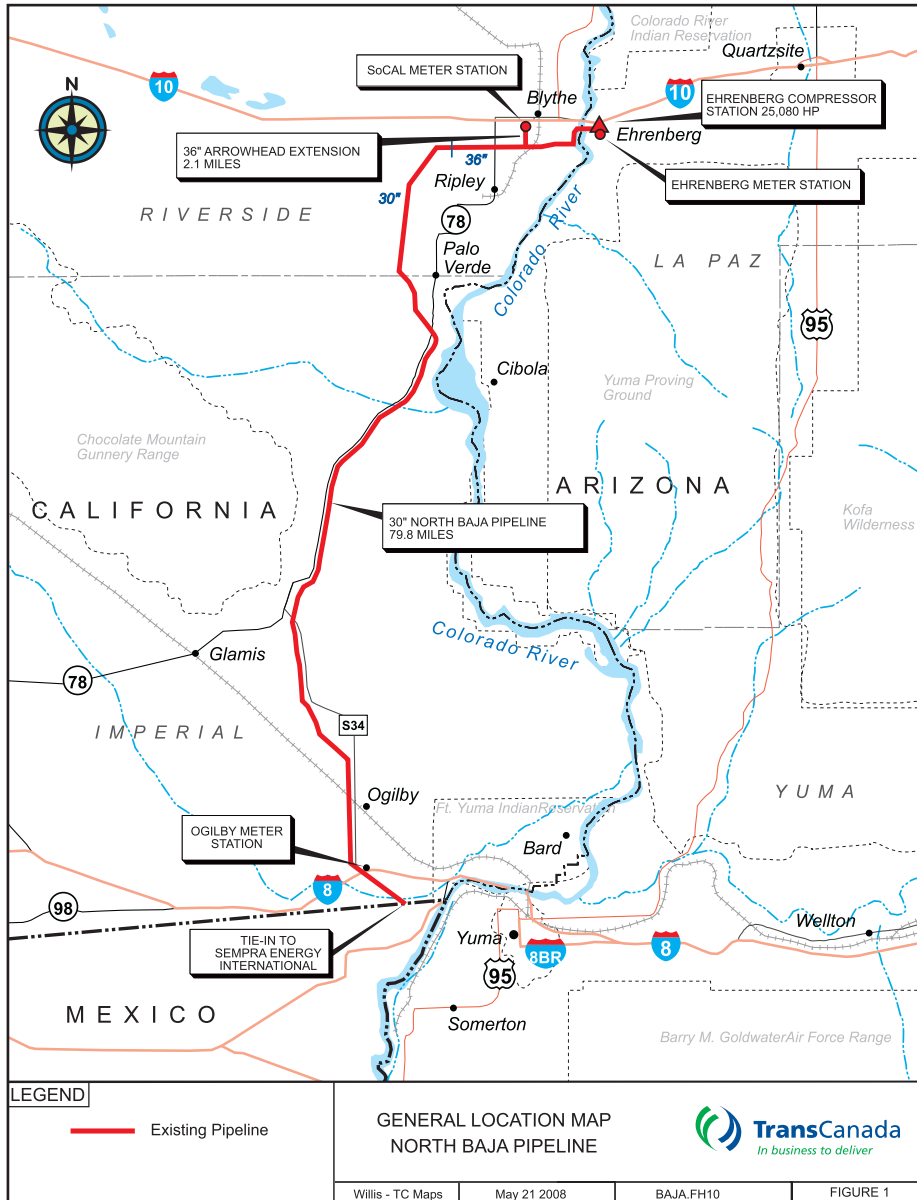 Colorado River
Indian Reservation
Quartzsite
SoCAL METER STATION
N
10
10
Blythe
EHRENBERG COMPRESSOR
STATION 25,080 HP
Ehrenberg
36" ARROWHEAD EXTENSION
2.1 MILES
36"
EHRENBERG METER STATION
Ripley
30"
RIVERSIDE
78
Colorado River
Palo
Verde
LA PAZ
95
Cibola
Yuma Proving
Ground
Chocolate Mountain
Gunnery Range
ARIZONA
CALIFORNIA
30" NORTH BAJA PIPELINE
79.8 MILES
Kofa
Wilderness
Colorado River
Glamis
78
S34
IMPERIAL
YUMA
Ogilby
Ft. Yuma IndianReservation
OGILBY METER
STATION
Bard
8
98
Wellton
TIE-IN TO
SEMPRA ENERGY
INTERNATIONAL
Yuma
8BR
8
95
MEXICO
Somerton
Barry M. GoldwaterAir Force Range
LEGEND
Existing Pipeline
GENERAL LOCATION MAP
NORTH BAJA PIPELINE
TransCanada
In business to deliver
Willis - TC Maps
May 21 2008
BAJA.FH10
FIGURE 1